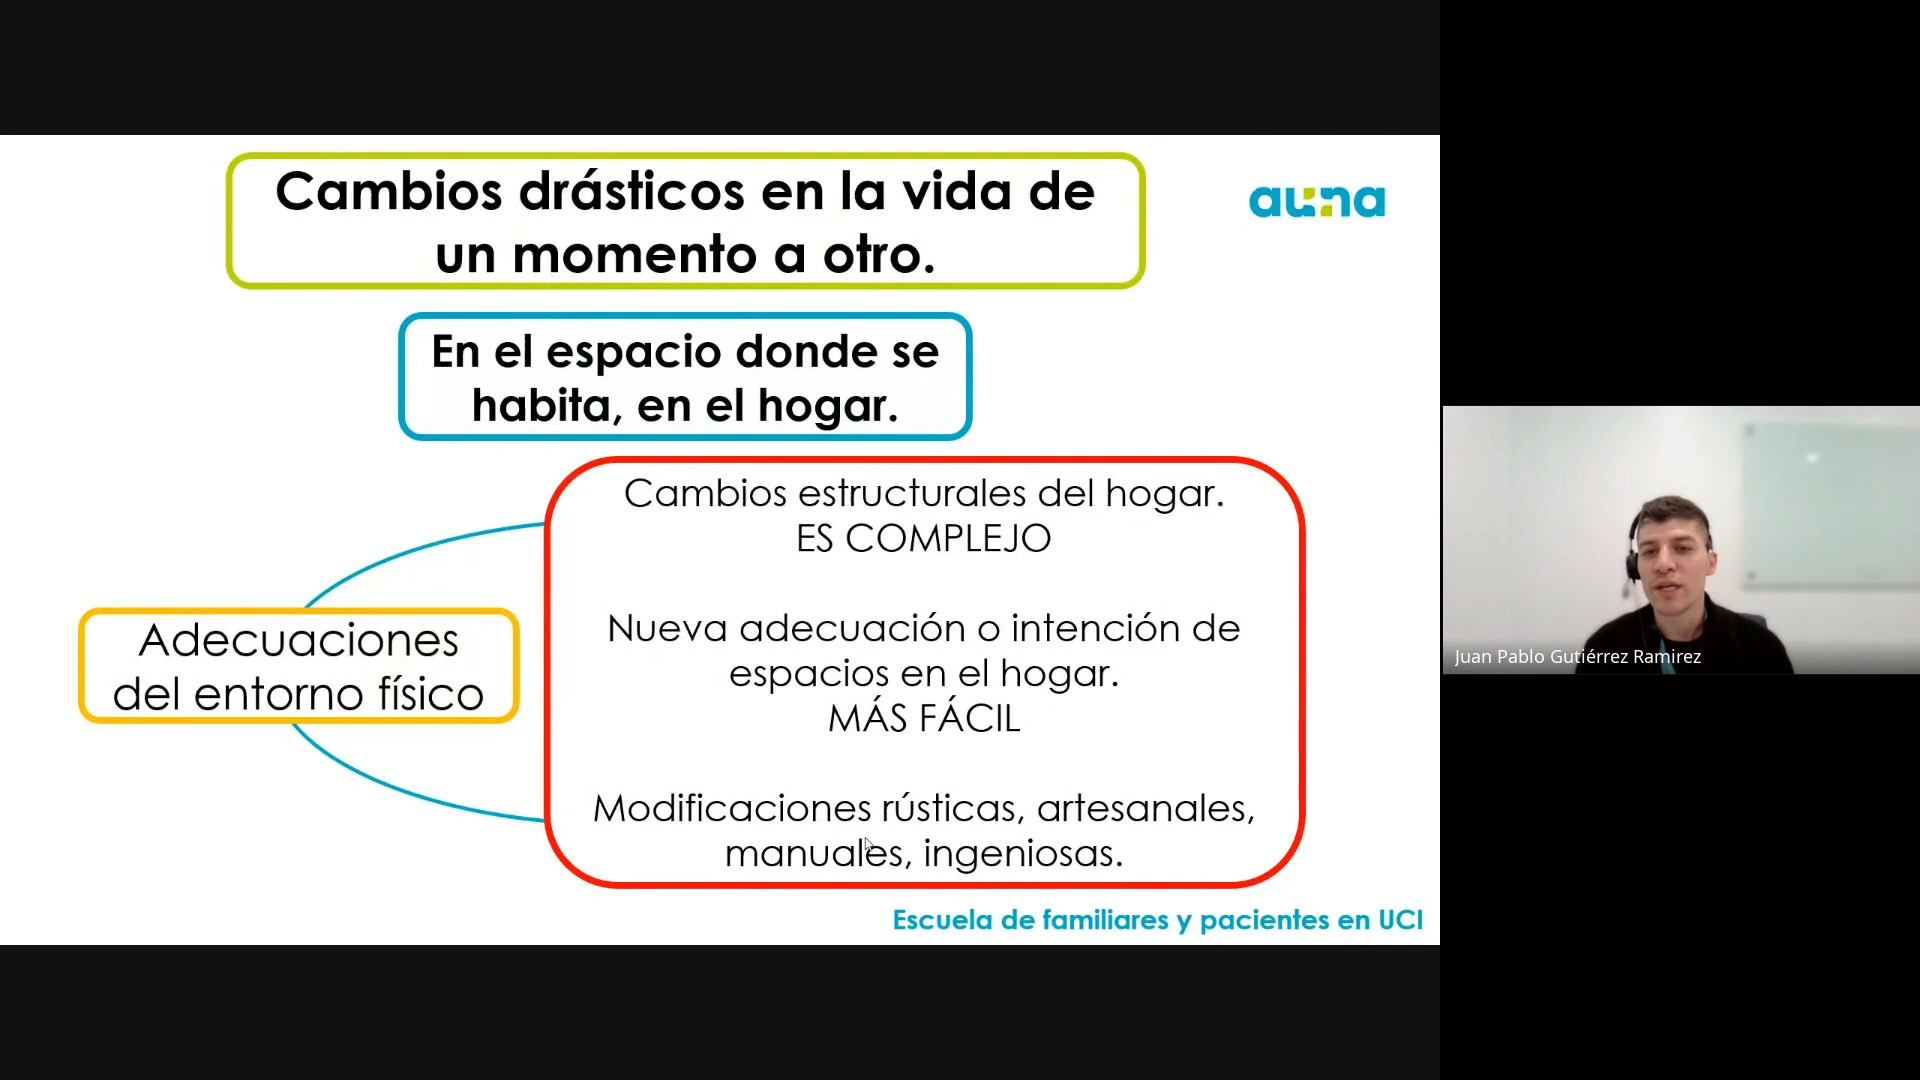 Cambios drásticos en la vida de
un momento a otro.
auna
En el espacio donde se
habita, en el hogar.
Cambios estructurales del hogar.
ES COMPLEJO
Nueva adecuación o intención de
espacios en el hogar.
MÁS FÁCIL
Modificaciones rústicas, artesanales,
manuales, ingeniosas.
Adecuaciones
del entorno físico
Escuela de familiares y pacientes en UCI
Juan Pablo Gutiérrez Ramirez